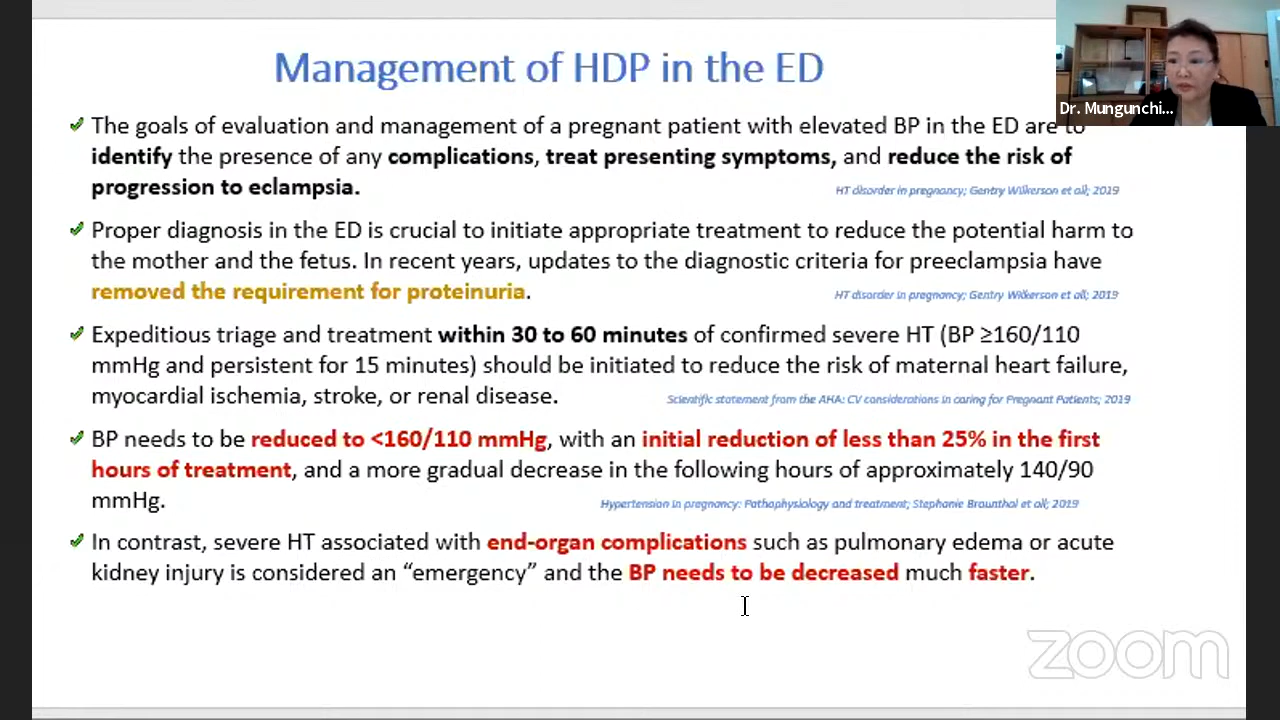 Management of HDP in the ED
Dr. Mungunchi...
The goals of evaluation and management of a pregnant patient with elevated BP in the ED are to
identify the presence of any complications, treat presenting symptoms, and reduce the risk of
progression to eclampsia.
HT disorder in pregnancy; Gentry Wilkerson et all; 2019
Proper diagnosis in the ED is crucial to initiate appropriate treatment to reduce the potential harm to
the mother and the fetus. In recent years, updates to the diagnostic criteria for preeclampsia have
removed the requirement for proteinuria.
HT disorder in pregnancy; Gentry Wilkerson et all; 2019
Expeditious triage and treatment within 30 to 60 minutes of confirmed severe HT (BP ≥160/110
mmHg and persistent for 15 minutes) should be initiated to reduce the risk of maternal heart failure,
myocardial ischemia, stroke, or renal disease.
Scientific statement from the AHA: CV considerations in caring for Pregnant Patients; 2019
BP needs to be reduced to <160/110 mmHg, with an initial reduction of less than 25% in the first
hours of treatment, and a more gradual decrease in the following hours of approximately 140/90
mmHg.
Hypertension in pregnancy: Pathophysiology and treatment; Stephanie Braunthal et all; 2019
In contrast, severe HT associated with end-organ complications such as pulmonary edema or acute
kidney injury is considered an “emergency” and the BP needs to be decreased much faster.
zoom